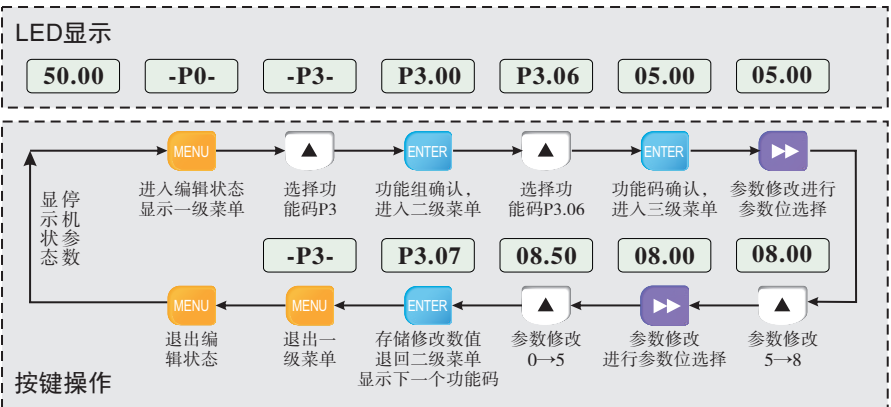 LED显示
50.00 -P0- -P3- P3.00 P3.06 05.00 05.00
MENU ENTER ENTER
进入编辑状态
显示一级菜单
选择功
能码P3
功能组确认，
进入二级菜单
选择功
能码P3.06
功能码确认，
进入三级菜单
参数修改进行
参数位选择
停机参数
显示状态
-P3- P3.07 08.50 08.00 08.00
MENU MENU ENTER
退出编
辑状态
退出一
级菜单
存储修改数值
退回二级菜单
显示下一个功能码
参数修改
0→5
参数修改
进行参数位选择
参数修改
5→8
按键操作